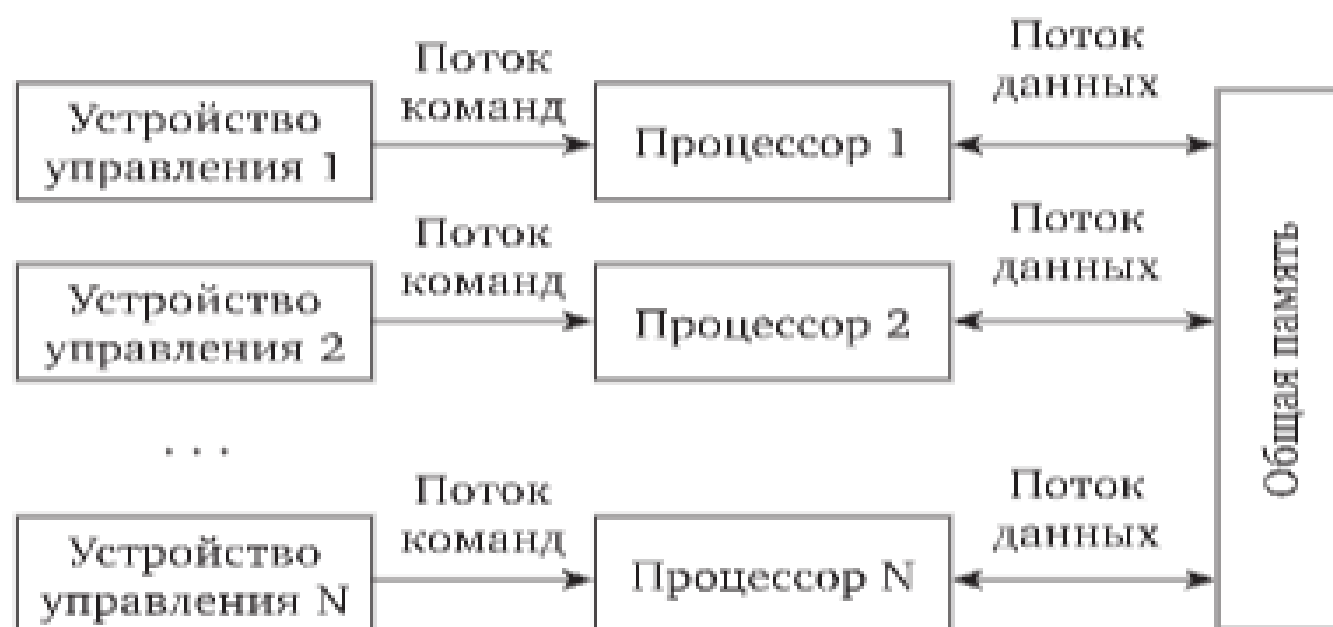 Поток
команд
Поток
данных
Устройство
управления 1
Процессор 1
Поток
команд
Поток
данных
Устройство
управления 2
Процессор 2
Общая память
...
Поток
команд
Поток
данных
Устройство
управления N
Процессор N